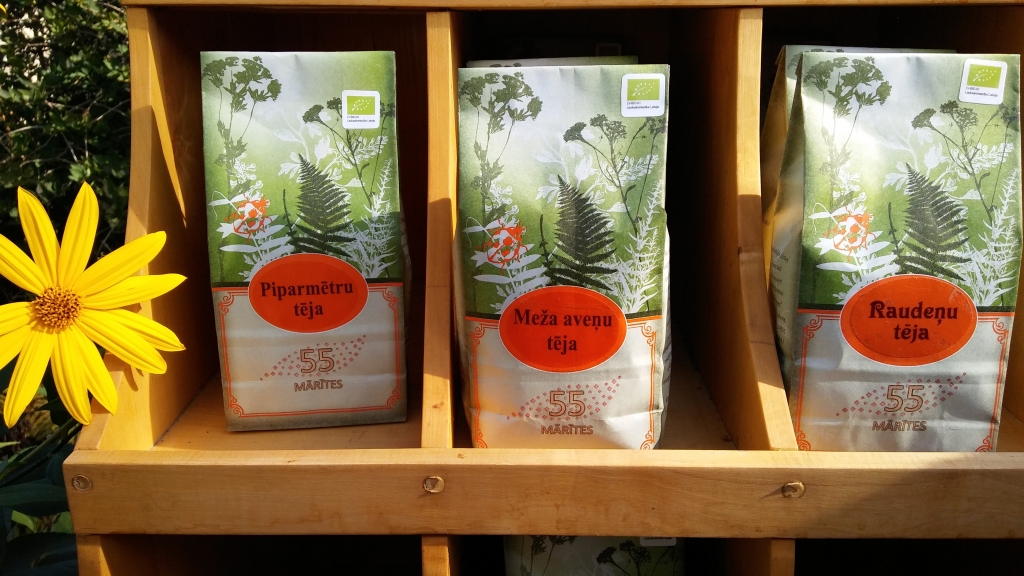 Piparmētru
tēja
55
MĀRĪTES
Meža aveņu
tēja
55
MĀRĪTES
Raudeņu
tēja
55
MĀRĪTES